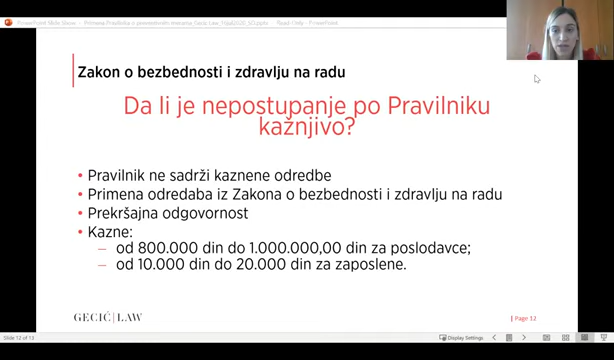 Zakon o bezbednosti i zdravlju na radu
Da li je nepostupanje po Pravilniku
kažnjivo?
• Pravilnik ne sadrži kaznene odredbe
• Primena odredaba iz Zakona o bezbednosti i zdravlju na radu
• Prekršajna odgovornost
• Kazne:
– od 800.000 din do 1.000.000,00 din za poslodavce;
– od 10.000 din do 20.000 din za zaposlene.
GECIĆ|LAW
Page 12
Slide 12 of 13
Display Settings